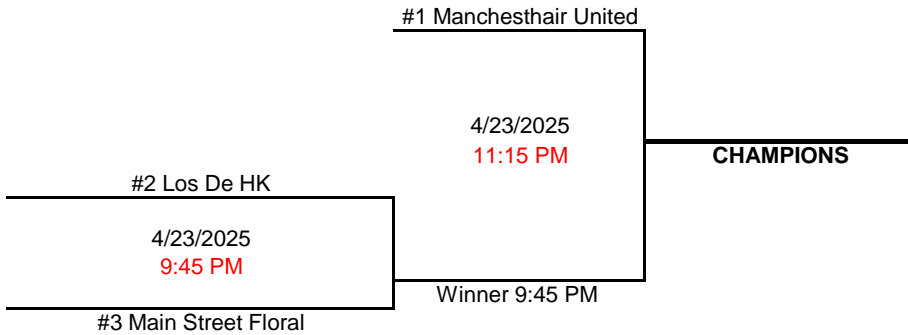 #1 Manchesthair United
4/23/2025
11:15 PM
CHAMPIONS
#2 Los De HK
4/23/2025
9:45 PM
Winner 9:45 PM
#3 Main Street Floral